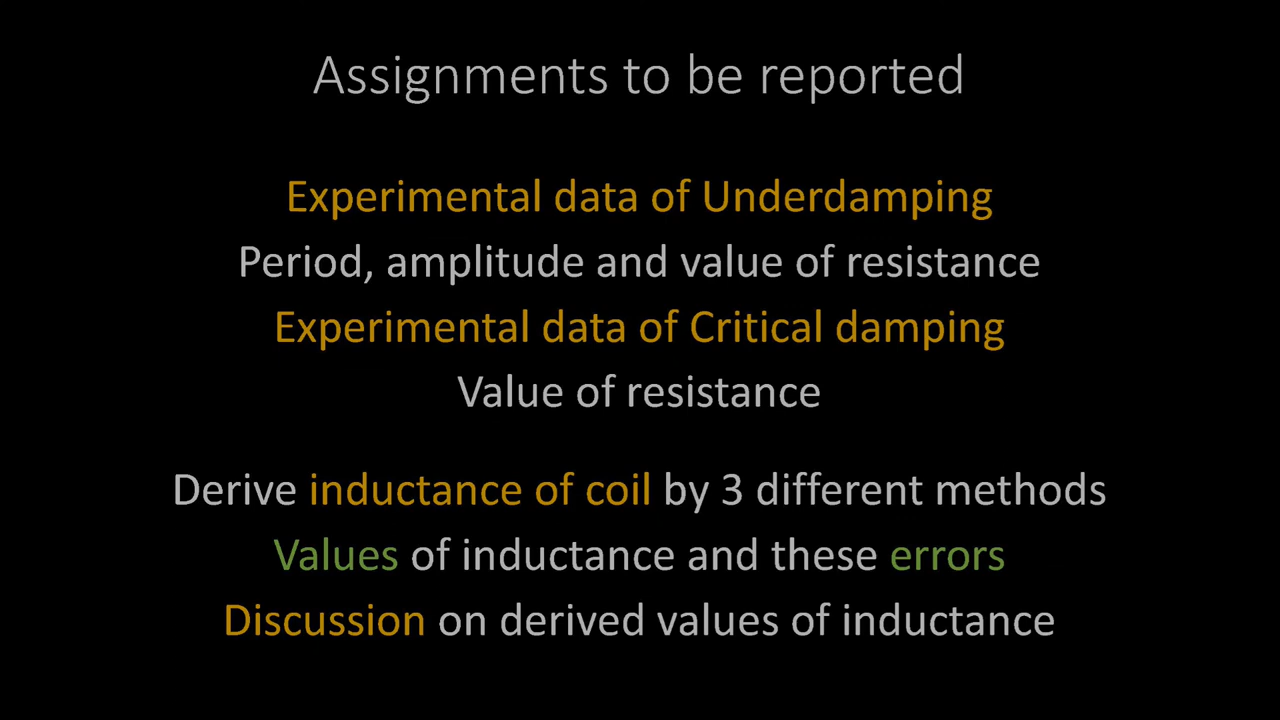 Assignments to be reported
Experimental data of Underdamping
Period, amplitude and value of resistance
Experimental data of Critical damping
Value of resistance
Derive inductance of coil by 3 different methods
Values of inductance and these errors
Discussion on derived values of inductance